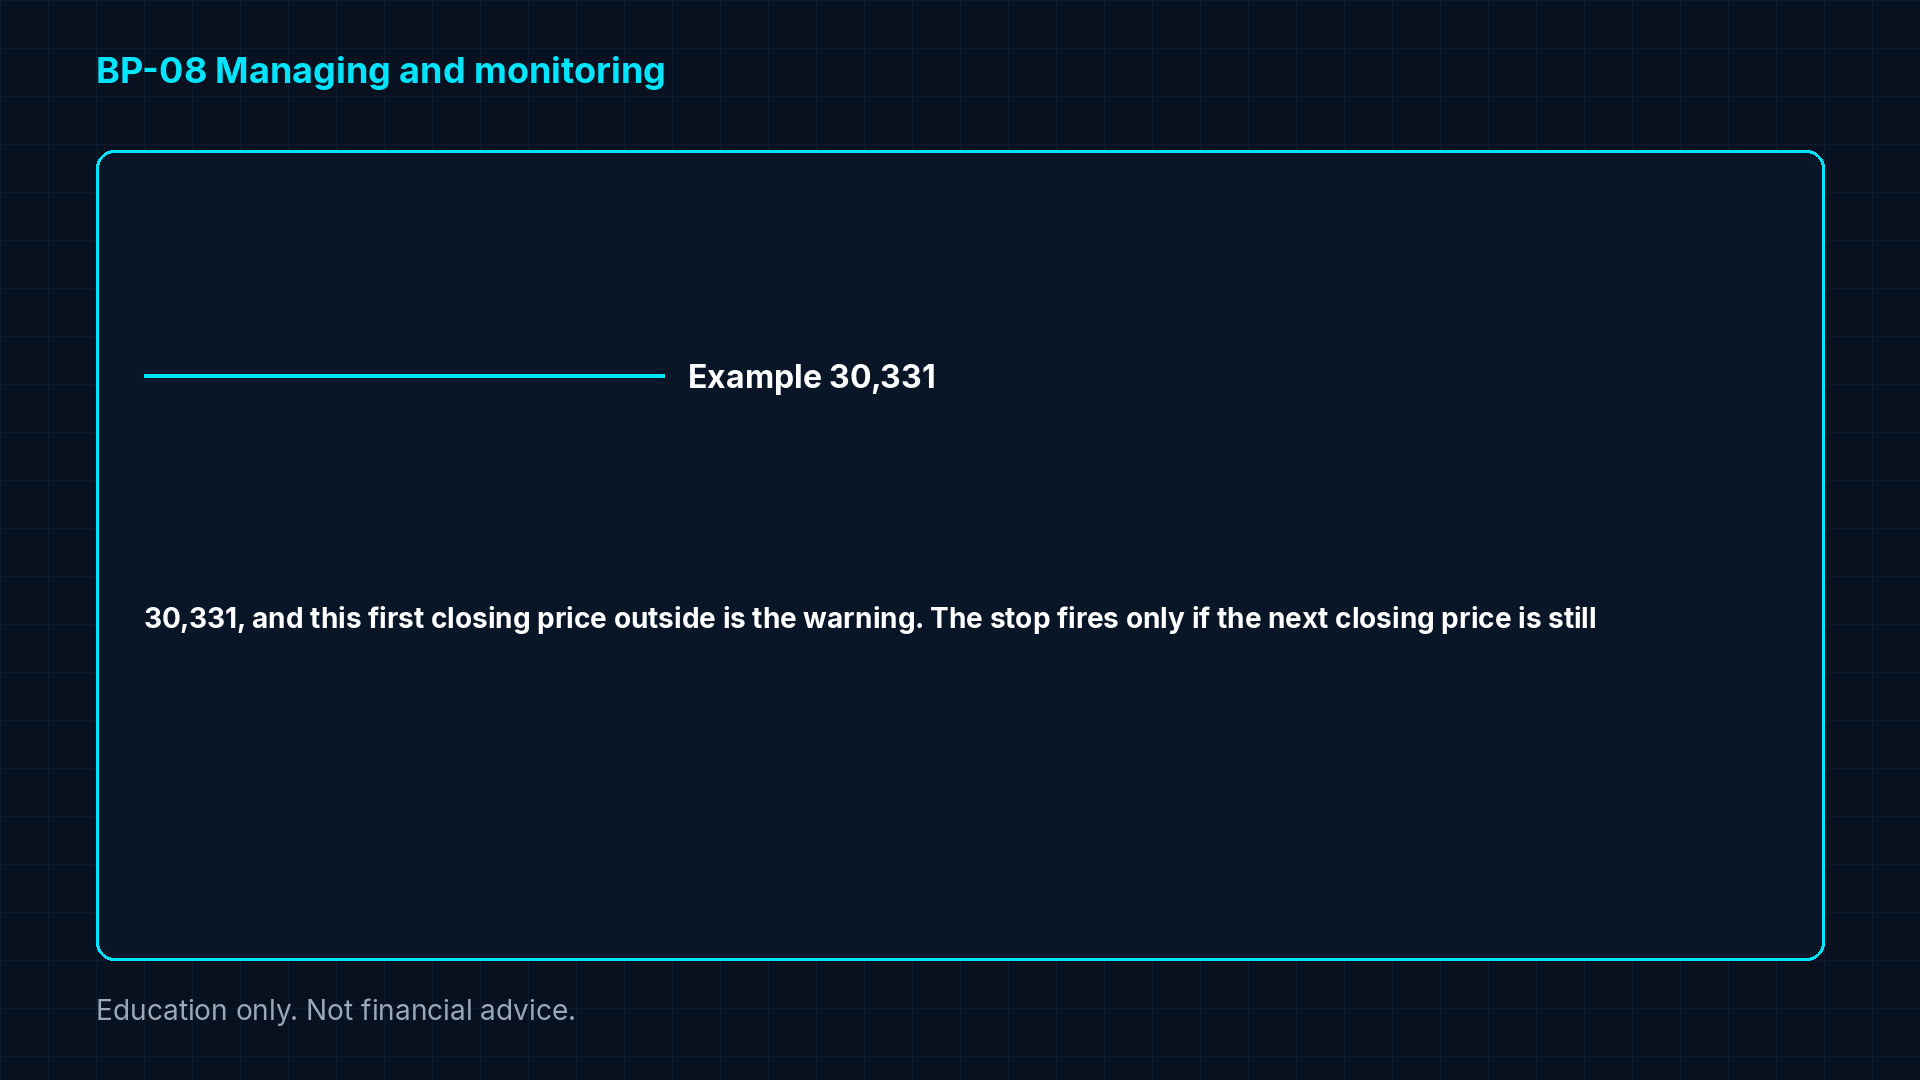 BP-08 Managing and monitoring
Example 30,331
30,331, and this first closing price outside is the warning. The stop fires only if the next closing price is still
Education only. Not financial advice.